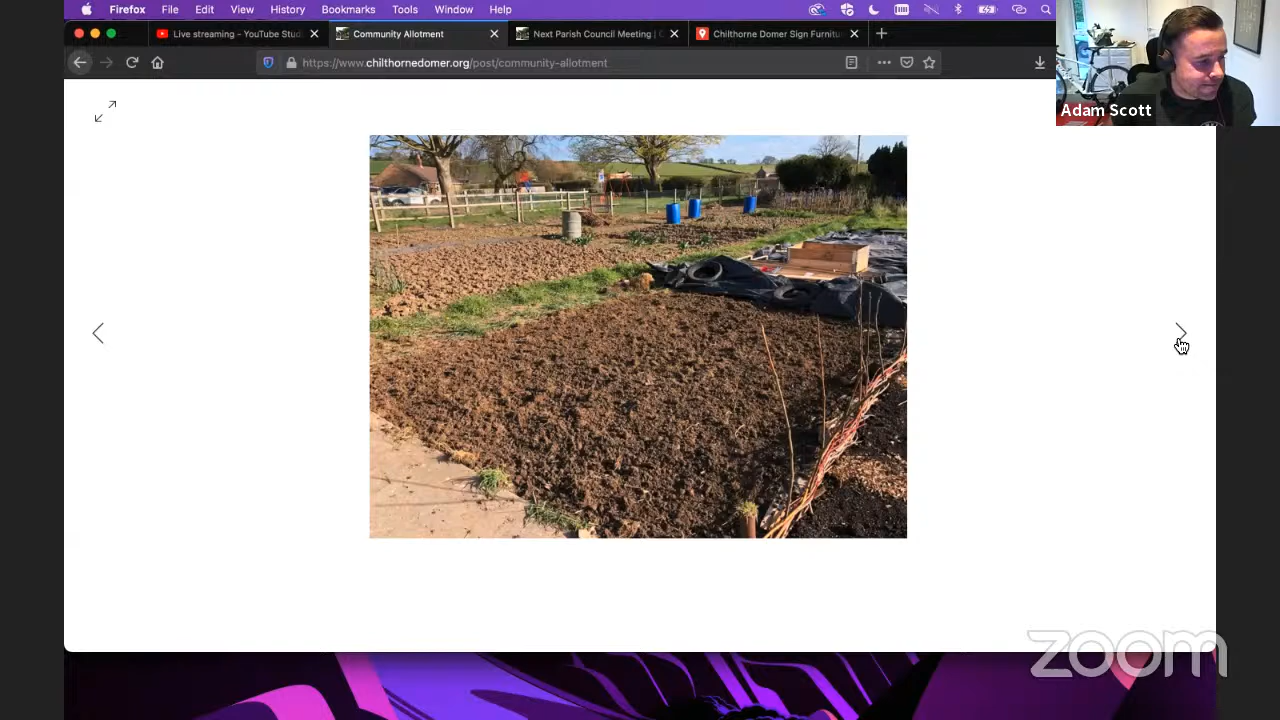 Firefox File Edit View History Bookmarks Tools Window Help
Live streaming - YouTube Stud
Community Allotment
Next Parish Council Meeting | C
Chilthorne Domer Sign Furnitu
https://www.chilthornedomer.org/post/community-allotment
Adam Scott
zoom